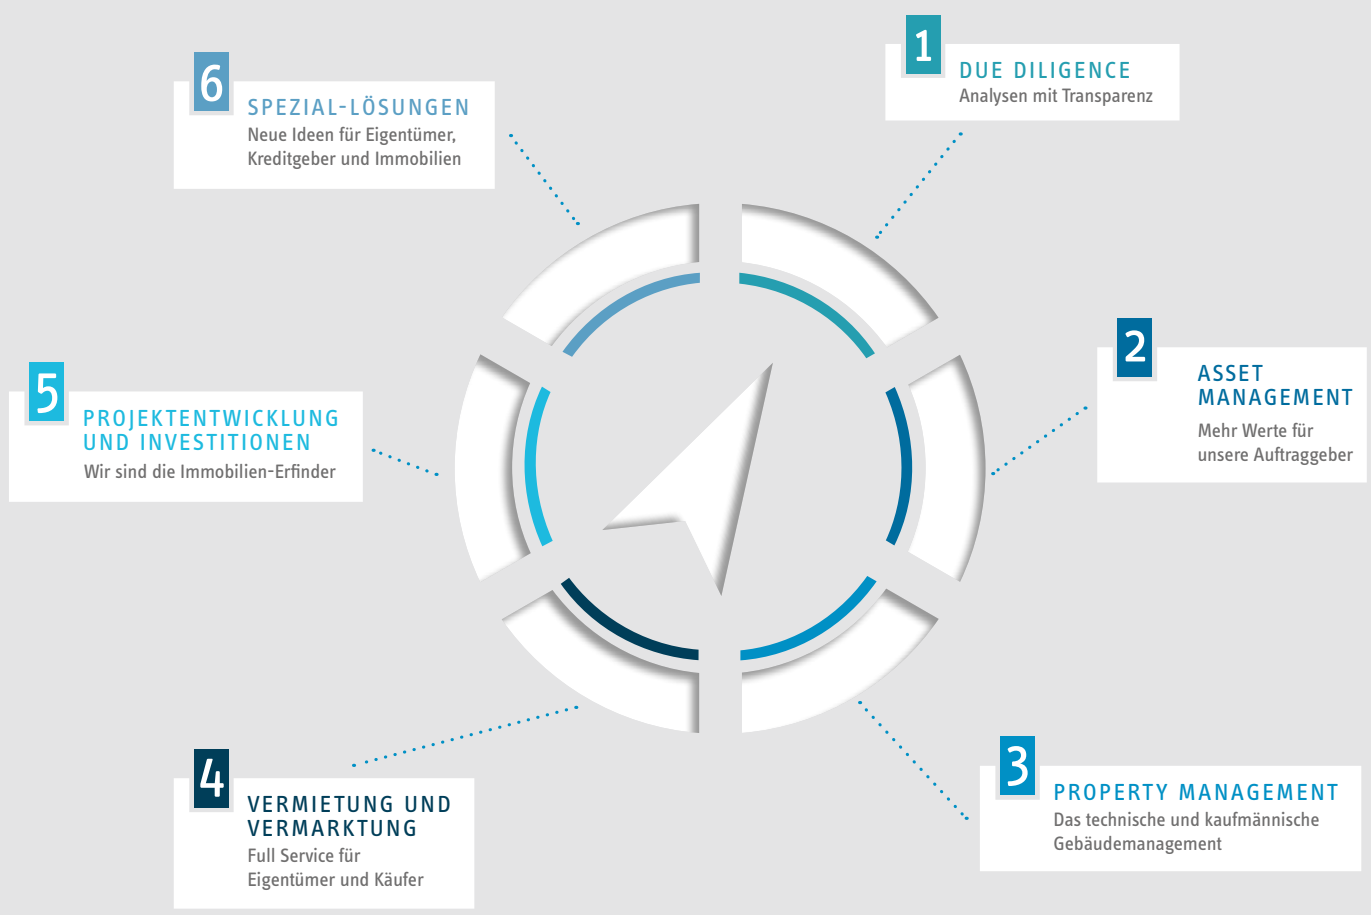 1
DUE DILIGENCE
Analysen mit Transparenz
2
ASSET
MANAGEMENT
Mehr Werte für
unsere Auftraggeber
3
PROPERTY MANAGEMENT
Das technische und kaufmännische
Gebäudemanagement
4
VERMIETUNG UND
VERMARKTUNG
Full Service für
Eigentümer und Käufer
5
PROJEKTENTWICKLUNG
UND INVESTITIONEN
Wir sind die Immobilien-Erfinder
6
SPEZIAL-LÖSUNGEN
Neue Ideen für Eigentümer,
Kreditgeber und Immobilien